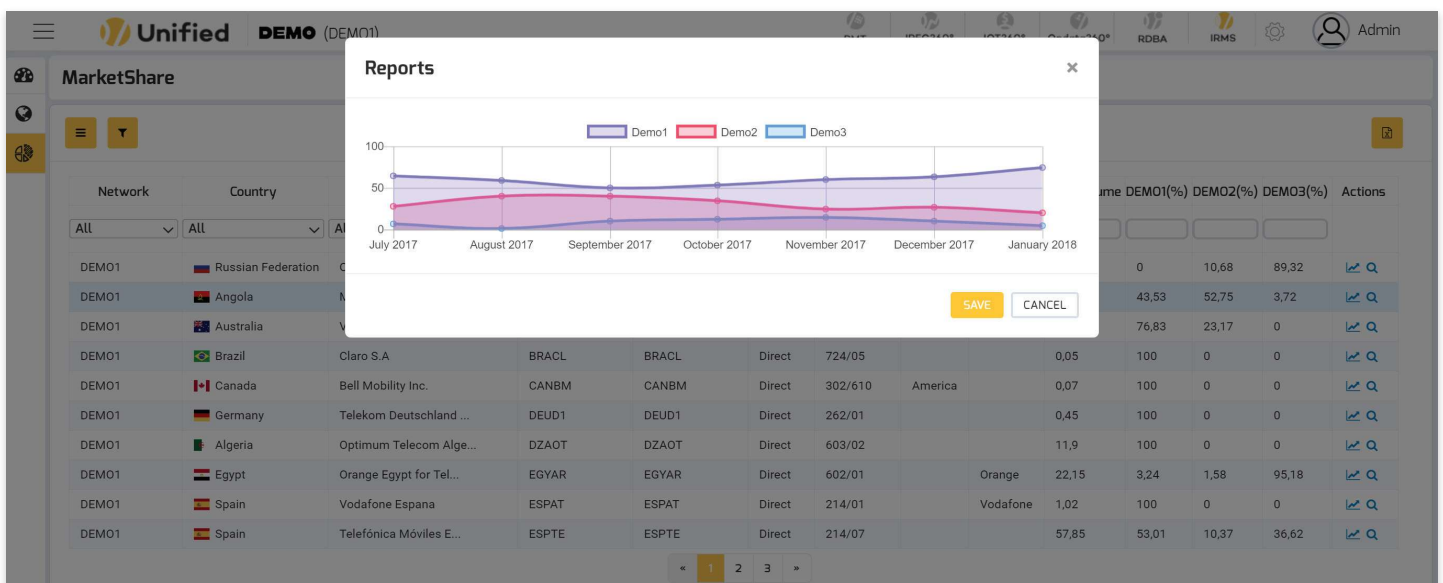 Unified DEMO (DEMO1) RDBA IRMS Admin
MarketShare
Reports ×
Demo1 Demo2 Demo3
100
50
0
July 2017 August 2017 September 2017 October 2017 November 2017 December 2017 January 2018
SAVE CANCEL
Network Country DEMO1(%) DEMO2(%) DEMO3(%) Actions
All All
DEMO1 Russian Federation 0 10,68 89,32
DEMO1 Angola 43,53 52,75 3,72
DEMO1 Australia 76,83 23,17 0
DEMO1 Brazil Claro S.A BRACL BRACL Direct 724/05 0,05 100 0 0
DEMO1 Canada Bell Mobility Inc. CANBM CANBM Direct 302/610 America 0,07 100 0 0
DEMO1 Germany Telekom Deutschland ... DEUD1 DEUD1 Direct 262/01 0,45 100 0 0
DEMO1 Algeria Optimum Telecom Alge... DZAOT DZAOT Direct 603/02 11,9 100 0 0
DEMO1 Egypt Orange Egypt for Tel... EGYAR EGYAR Direct 602/01 Orange 22,15 3,24 1,58 95,18
DEMO1 Spain Vodafone Espana ESPAT ESPAT Direct 214/01 Vodafone 1,02 100 0 0
DEMO1 Spain Telefónica Móviles E... ESPTE ESPTE Direct 214/07 57,85 53,01 10,37 36,62
« 1 2 3 »